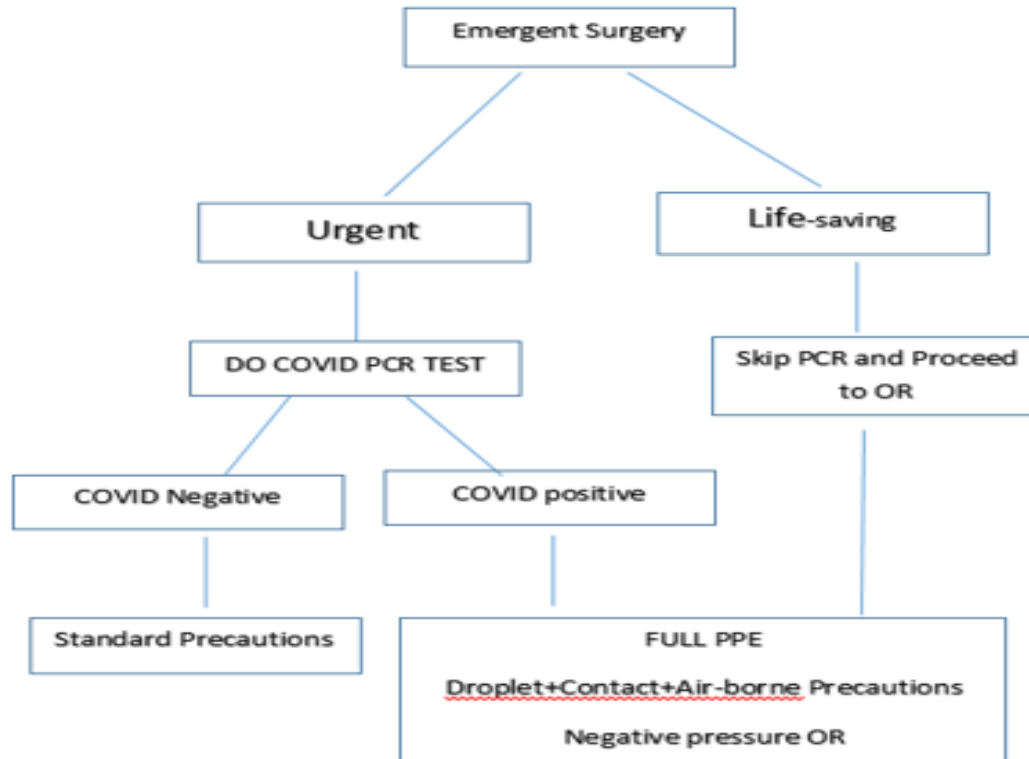 Emergent Surgery
Urgent
Life-saving
DO COVID PCR TEST
Skip PCR and Proceed
to OR
COVID Negative
COVID positive
Standard Precautions
FULL PPE
Droplet+Contact+Air-borne Precautions
Negative pressure OR